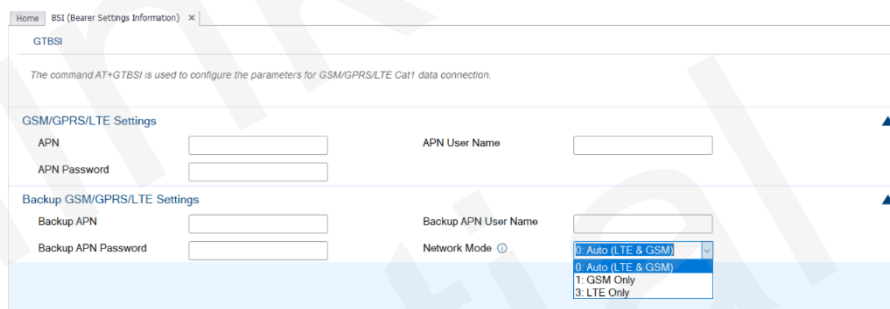 Home BSI (Bearer Settings Information) ×
GTBSI
The command AT+GTBSI is used to configure the parameters for GSM/GPRS/LTE Cat1 data connection.
GSM/GPRS/LTE Settings
APN APN User Name
APN Password
Backup GSM/GPRS/LTE Settings
Backup APN Backup APN User Name
Backup APN Password Network Mode 0: Auto (LTE & GSM)
0: Auto (LTE & GSM)
1: GSM Only
3: LTE Only